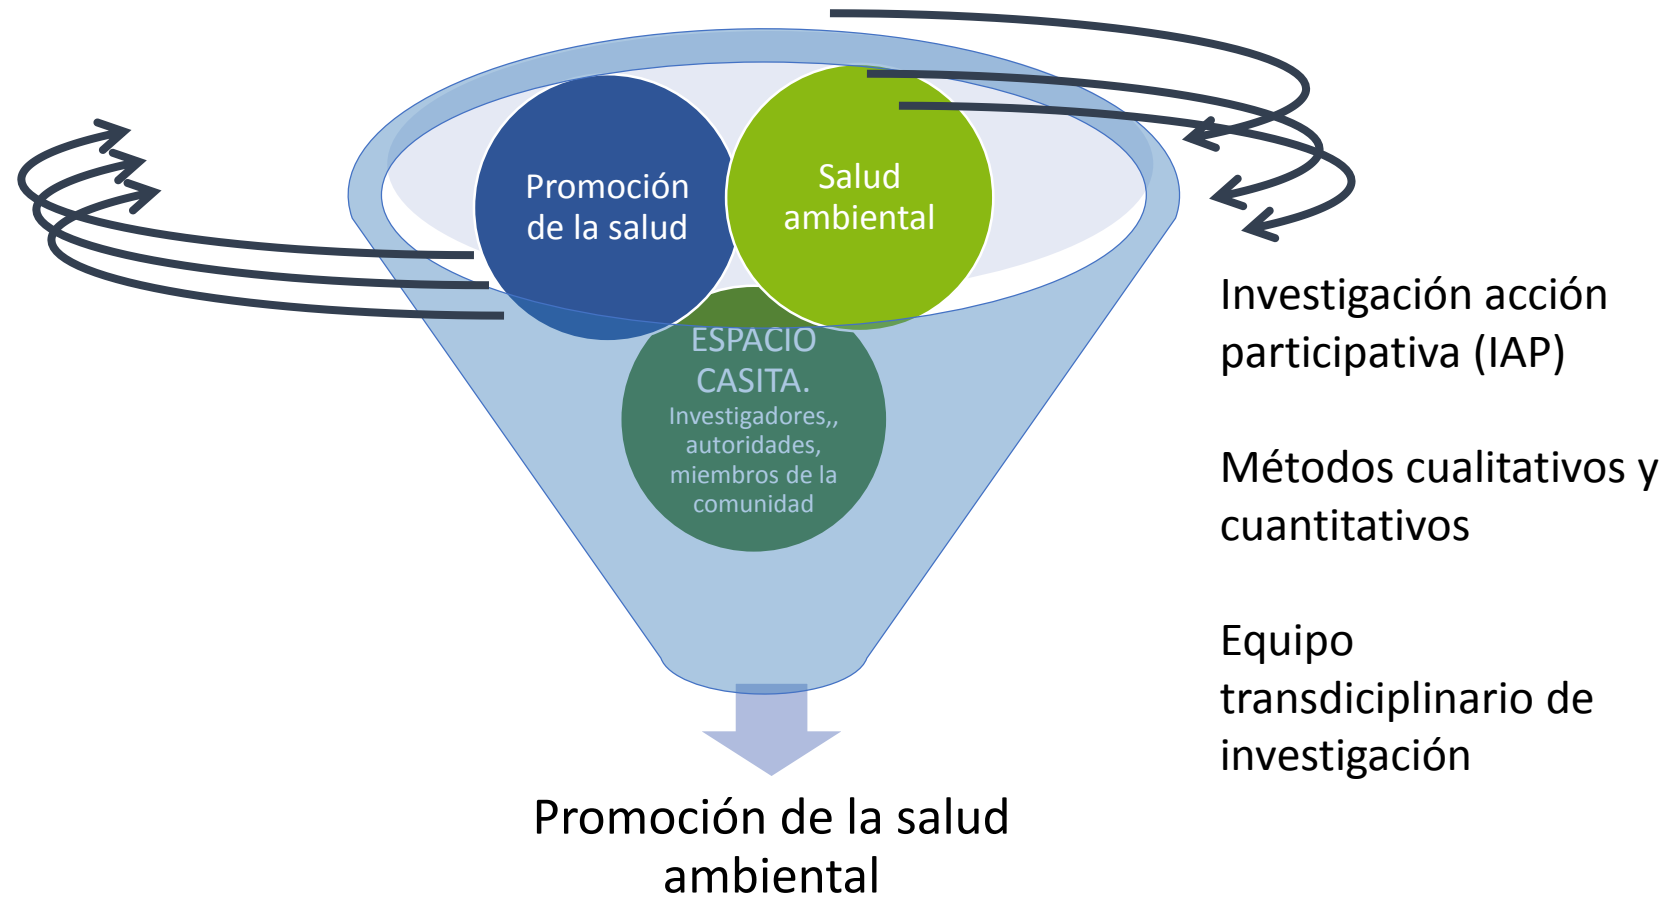 Promoción
de la salud
Salud
ambiental
ESPACIO
CASITA.
Investigadores,,
autoridades,
miembros de la
comunidad
Investigación acción
participativa (IAP)
Métodos cualitativos y
cuantitativos
Equipo
transdiciplinario de
investigación
Promoción de la salud
ambiental